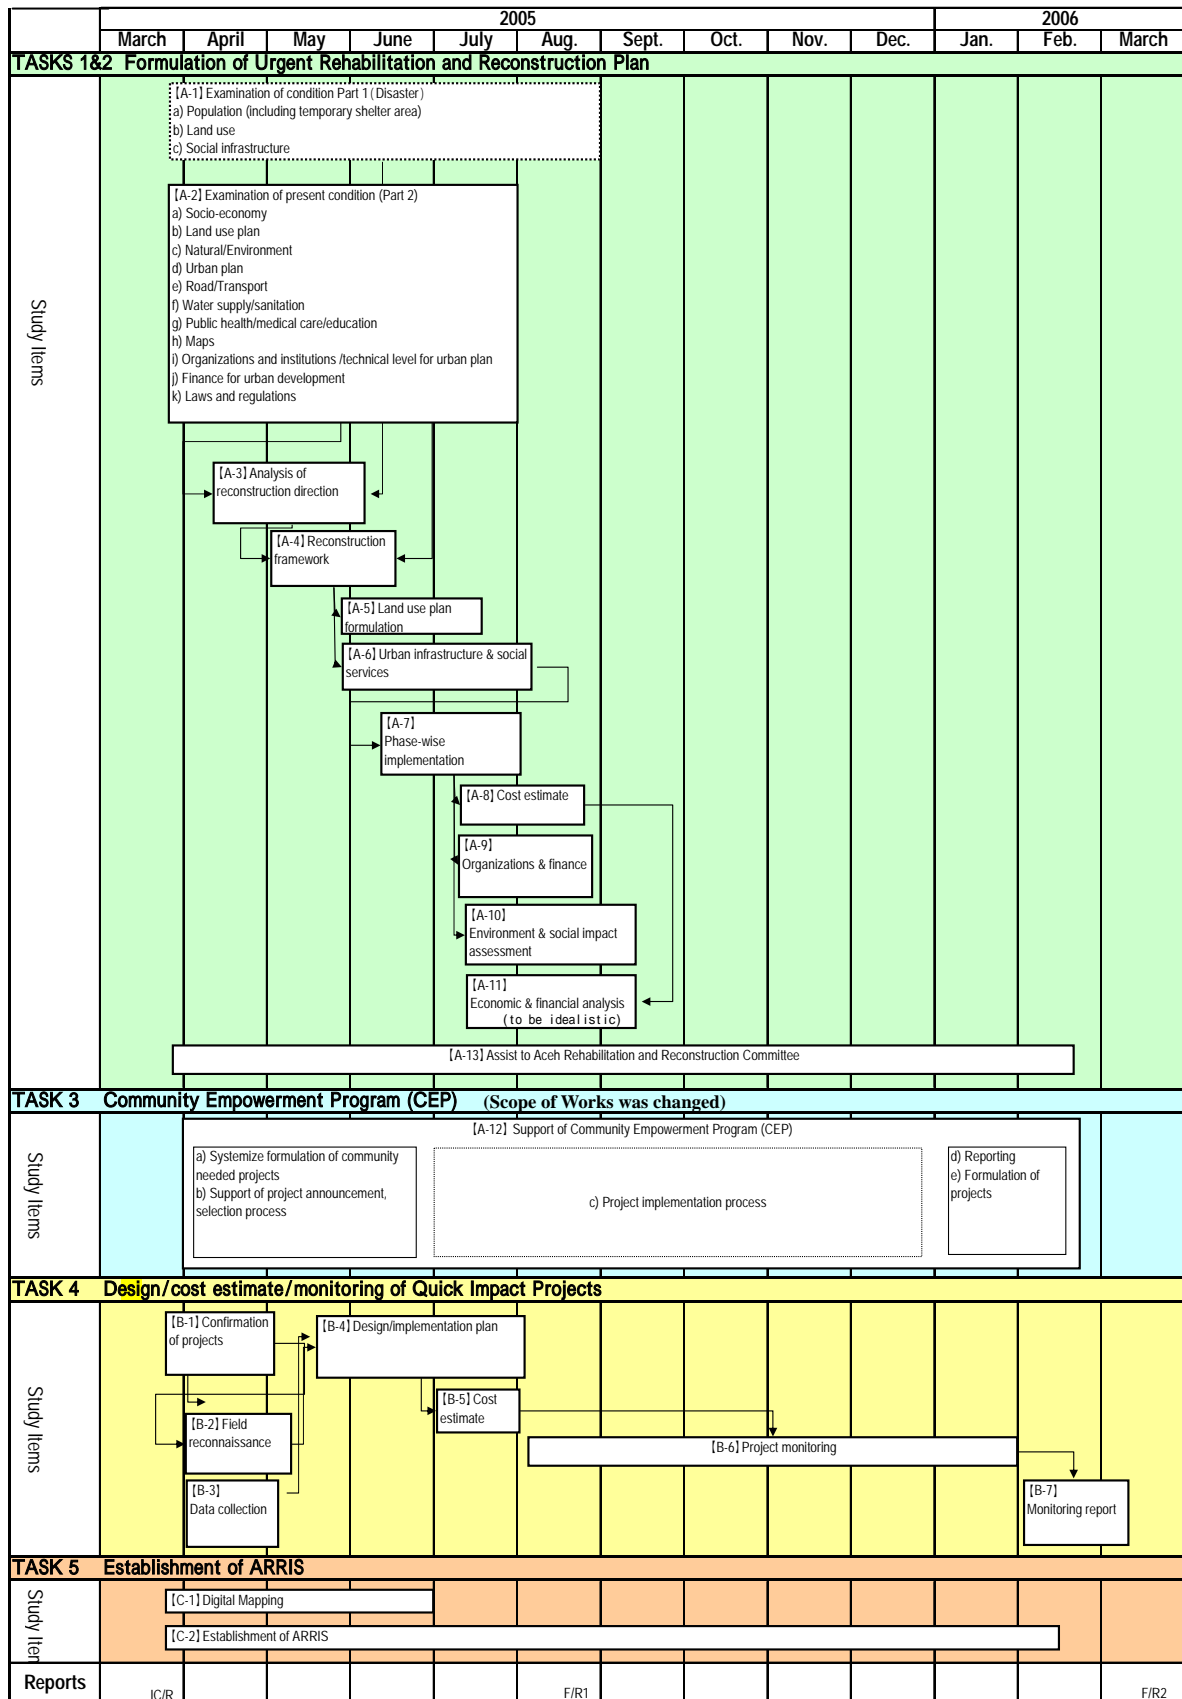 2005 2006
March April May June July Aug. Sept. Oct. Nov. Dec. Jan. Feb. March
TASKS 1&2 Formulation of Urgent Rehabilitation and Reconstruction Plan
Study Items
【A-1】Examination of condition Part 1 (Disaster)
a) Population (including temporary shelter area)
b) Land use
c) Social infrastructure
【A-2】Examination of present condition (Part 2)
a) Socio-economy
b) Land use plan
c) Natural/Environment
d) Urban plan
e) Road/Transport
f) Water supply/sanitation
g) Public health/medical care/education
h) Maps
i) Organizations and institutions /technical level for urban plan
j) Finance for urban development
k) Laws and regulations
【A-3】Analysis of
reconstruction direction
【A-4】Reconstruction
framework
【A-5】Land use plan
formulation
【A-6】Urban infrastructure & social
services
【A-7】
Phase-wise
implementation
【A-8】Cost estimate
【A-9】
Organizations & finance
【A-10】
Environment & social impact
assessment
【A-11】
Economic & financial analysis
(to be idealistic)
【A-13】Assist to Aceh Rehabilitation and Reconstruction Committee
TASK 3 Community Empowerment Program (CEP) (Scope of Works was changed)
Study Items
【A-12】Support of Community Empowerment Program (CEP)
a) Systemize formulation of community
needed projects
b) Support of project announcement,
selection process
c) Project implementation process
d) Reporting
e) Formulation of
projects
TASK 4 Design/cost estimate/monitoring of Quick Impact Projects
Study Items
【B-1】Confirmation
of projects
【B-4】Design/implementation plan
【B-5】Cost
estimate
【B-2】Field
reconnaissance
【B-6】Project monitoring
【B-3】
Data collection
【B-7】
Monitoring report
TASK 5 Establishment of ARRIS
Study Iten
【C-1】Digital Mapping
【C-2】Establishment of ARRIS
Reports
IC/R F/R1 F/R2